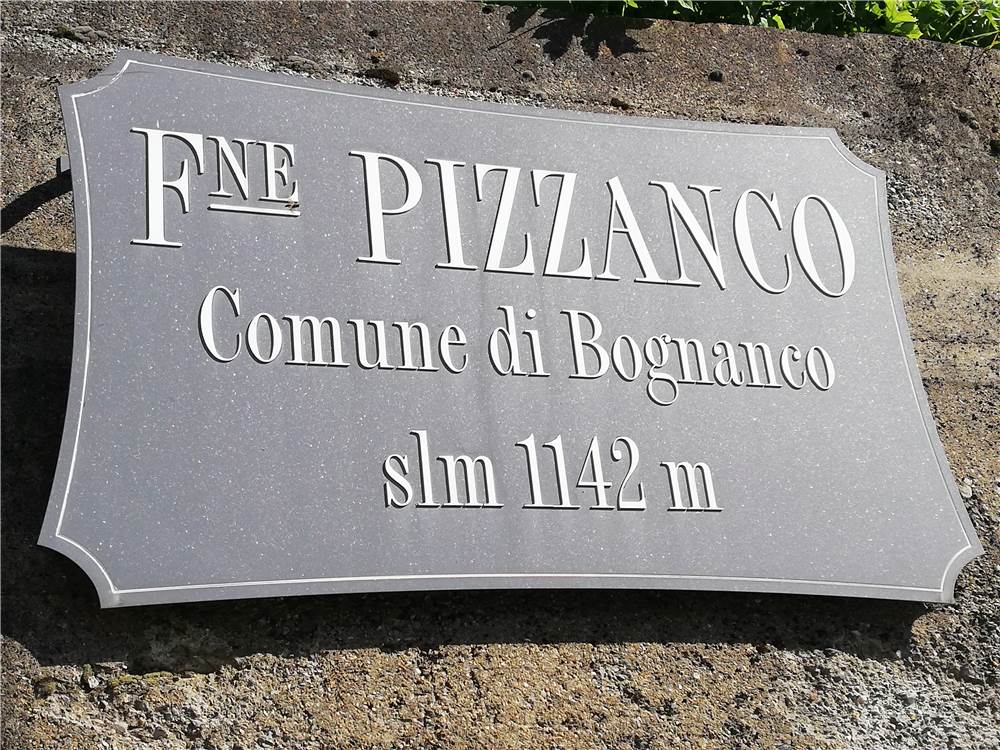 Fne PIZZANCO
Comune di Bognanco
slm 1142 m